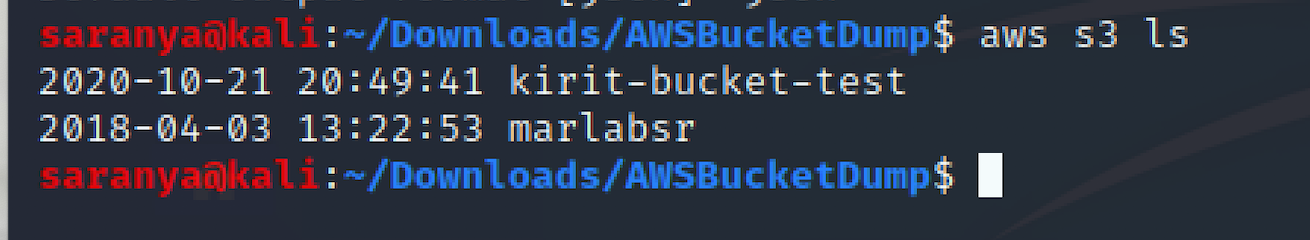 saranya@kali:~/Downloads/AWSBucketDump$ aws s3 ls
2020-10-21 20:49:41 kirit-bucket-test
2018-04-03 13:22:53 marlabsr
saranya@kali:~/Downloads/AWSBucketDump$